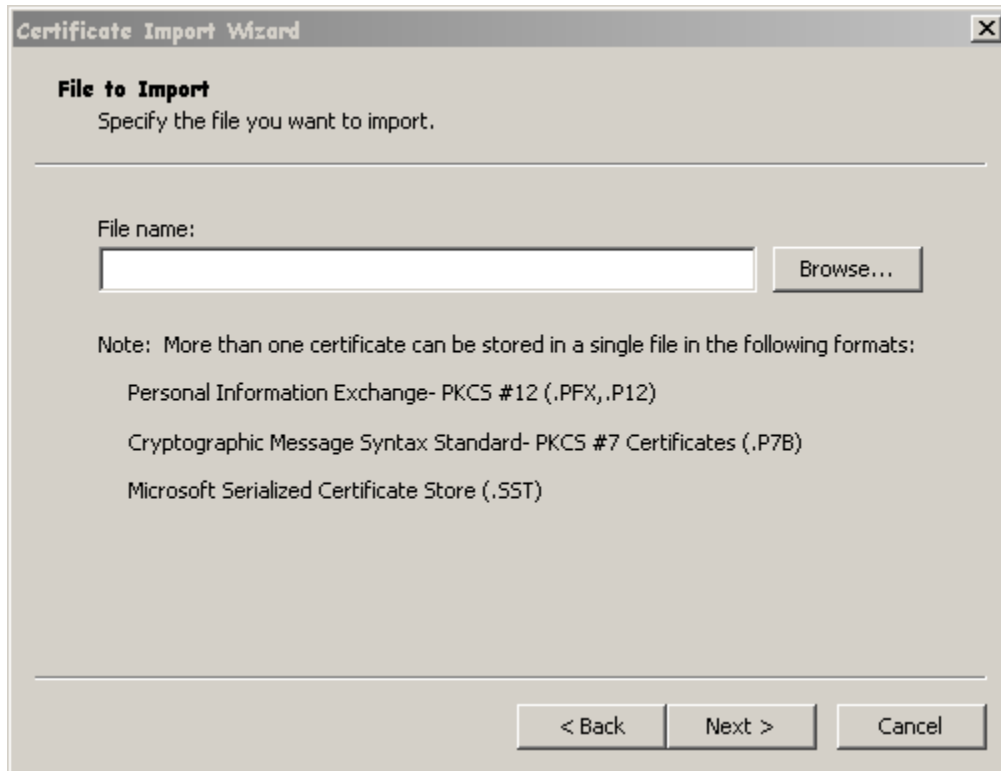 Certificate Import Wizard
File to Import
Specify the file you want to import.
File name:
Browse...
Note:  More than one certificate can be stored in a single file in the following formats:
Personal Information Exchange- PKCS #12 (.PFX,.P12)
Cryptographic Message Syntax Standard- PKCS #7 Certificates (.P7B)
Microsoft Serialized Certificate Store (.SST)
< Back
Next >
Cancel